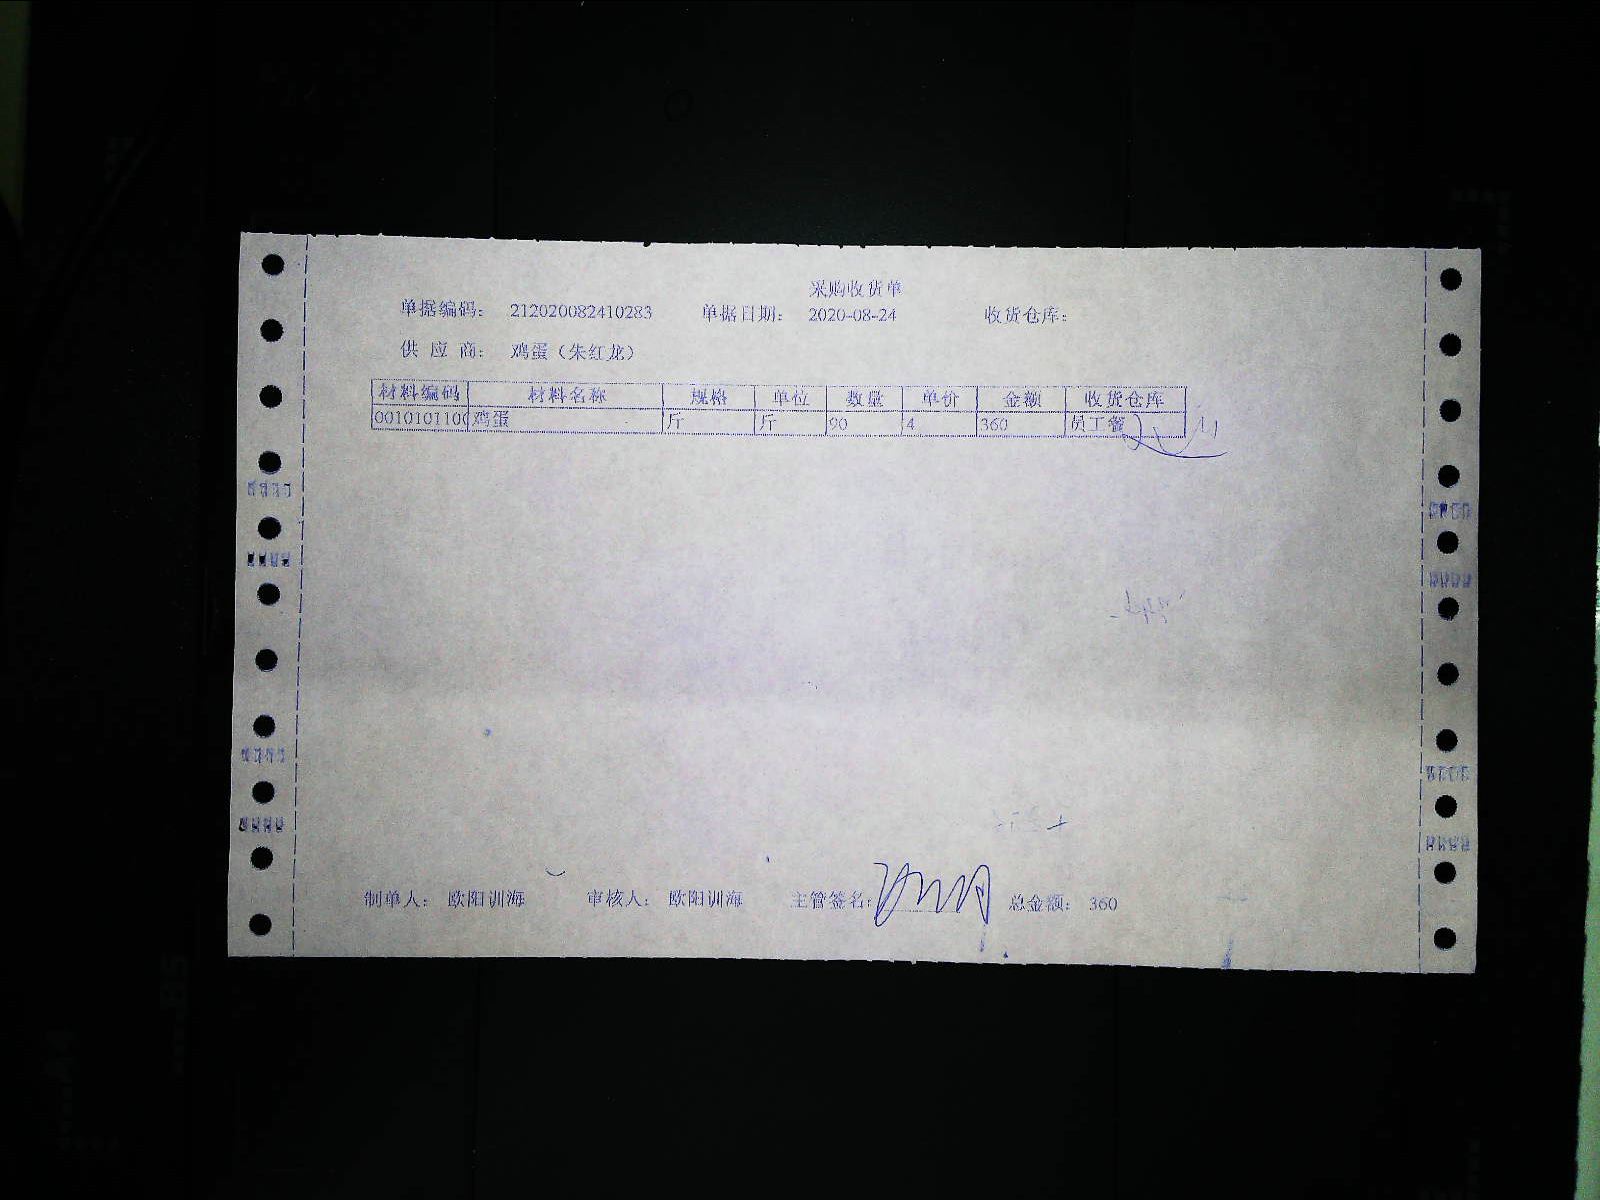 采购收货单
单据编码： 212020082410283 单据日期： 2020-08-24 收货仓库：
供 应 商： 鸡蛋（朱红龙）
材料编码 材料名称 规格 单位 数量 单价 金额 收货仓库
0010101100 鸡蛋 斤 斤 90 4 360 员工餐
制单人： 欧阳训海 审核人： 欧阳训海 主管签名： 总金额： 360